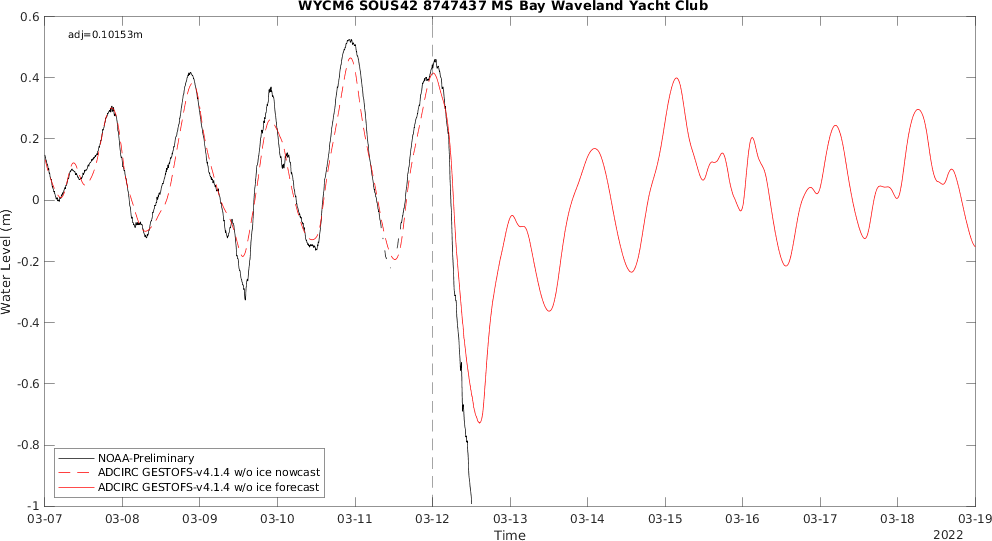 WYCM6 SOUS42 8747437 MS Bay Waveland Yacht Club
adj=0.10153m
0.6
0.4
0.2
0
-0.2
-0.4
-0.6
-0.8
-1
Water Level (m)
NOAA-Preliminary
ADCIRC GESTOFS-v4.1.4 w/o ice nowcast
ADCIRC GESTOFS-v4.1.4 w/o ice forecast
03-07 03-08 03-09 03-10 03-11 03-12 03-13 03-14 03-15 03-16 03-17 03-18 03-19
Time
2022